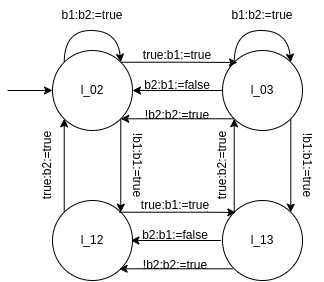 b1:b2:=true
b1:b2:=true
true:b1:=true
l_02
b2:b1:=false
l_03
!b2:b2:=true
true:b2:=true
!b1:b1:=true
true:b2:=true
!b1:b1:=true
true:b1:=true
l_12
b2:b1:=false
l_13
!b2:b2:=true